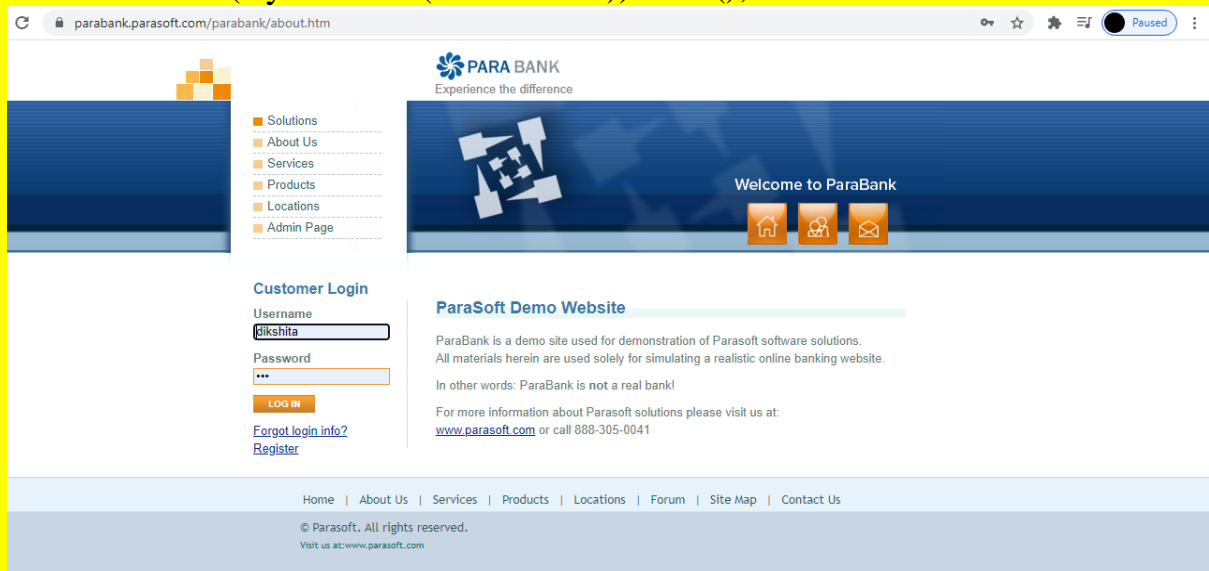 parabank.parasoft.com/parabank/about.htm
Paused
PARA BANK
Experience the difference
Solutions
About Us
Services
Products
Locations
Admin Page
Welcome to ParaBank
Customer Login
Username
dikshita
Password
•••
LOG IN
Forgot login info?
Register
ParaSoft Demo Website
ParaBank is a demo site used for demonstration of Parasoft software solutions.
All materials herein are used solely for simulating a realistic online banking website.
In other words: ParaBank is not a real bank!
For more information about Parasoft solutions please visit us at:
www.parasoft.com or call 888-305-0041
Home | About Us | Services | Products | Locations | Forum | Site Map | Contact Us
© Parasoft. All rights reserved.
Visit us at:www.parasoft.com